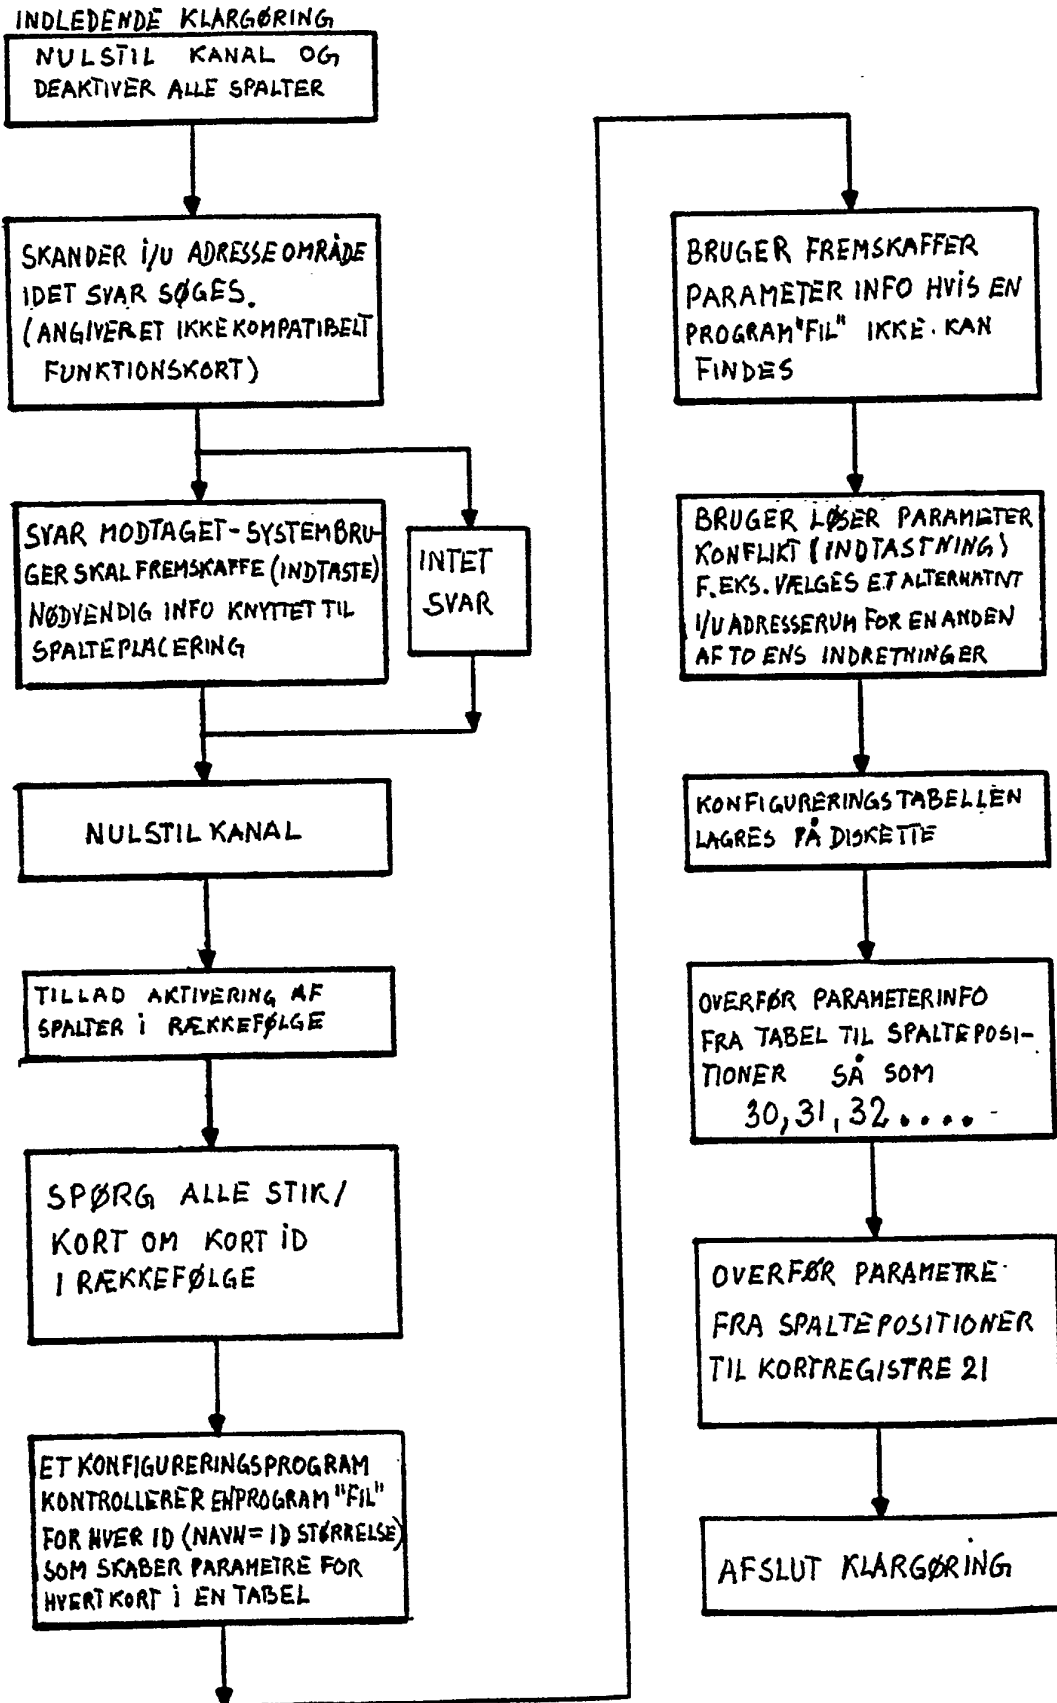 INDLEDENDE KLARGØRING
NULSTIL KANAL OG
DEAKTIVER ALLE SPALTER
SKANDER i/U ADRESSEOMRÅDE
IDET SVAR SØGES.
(ANGIVER ET IKKE KOMPATIBELT
FUNKTIONSKORT)
SVAR MODTAGET-SYSTEMBRU-
GER SKAL FREMSKAFFE (INDTASTE)
NØDVENDIG INFO KNYTTET TIL
SPALTEPLACERING
INTET
SVAR
NULSTIL KANAL
TILLAD AKTIVERING AF
SPALTER i RÆKKEFØLGE
SPØRG ALLE STIK/
KORT OM KORT iD
I RÆKKEFØLGE
ET KONFIGURERINGSPROGRAM
KONTROLLERER EN PROGRAM "FIL"
FOR HVER ID (NAVN = ID STØRRELSE)
SOM SKABER PARAMETRE FOR
HVERT KORT i EN TABEL
BRUGER FREMSKAFFER
PARAMETER INFO HVIS EN
PROGRAM "FIL" IKKE KAN
FINDES
BRUGER LØSER PARAMETER
KONFLIKT (INDTASTNING)
F.EKS. VÆLGES ET ALTERNATIVT
I/U ADRESSERUM FOR EN ANDEN
AF TO ENS INDRETNINGER
KONFIGURERINGSTABELLEN
LAGRES PÅ DISKETTE
OVERFØR PARAMETERINFO
FRA TABEL TIL SPALTEPOSI-
TIONER SÅ SOM
30, 31, 32....
OVERFØR PARAMETRE
FRA SPALTEPOSITIONER
TIL KORTREGISTRE 21
AFSLUT KLARGØRING